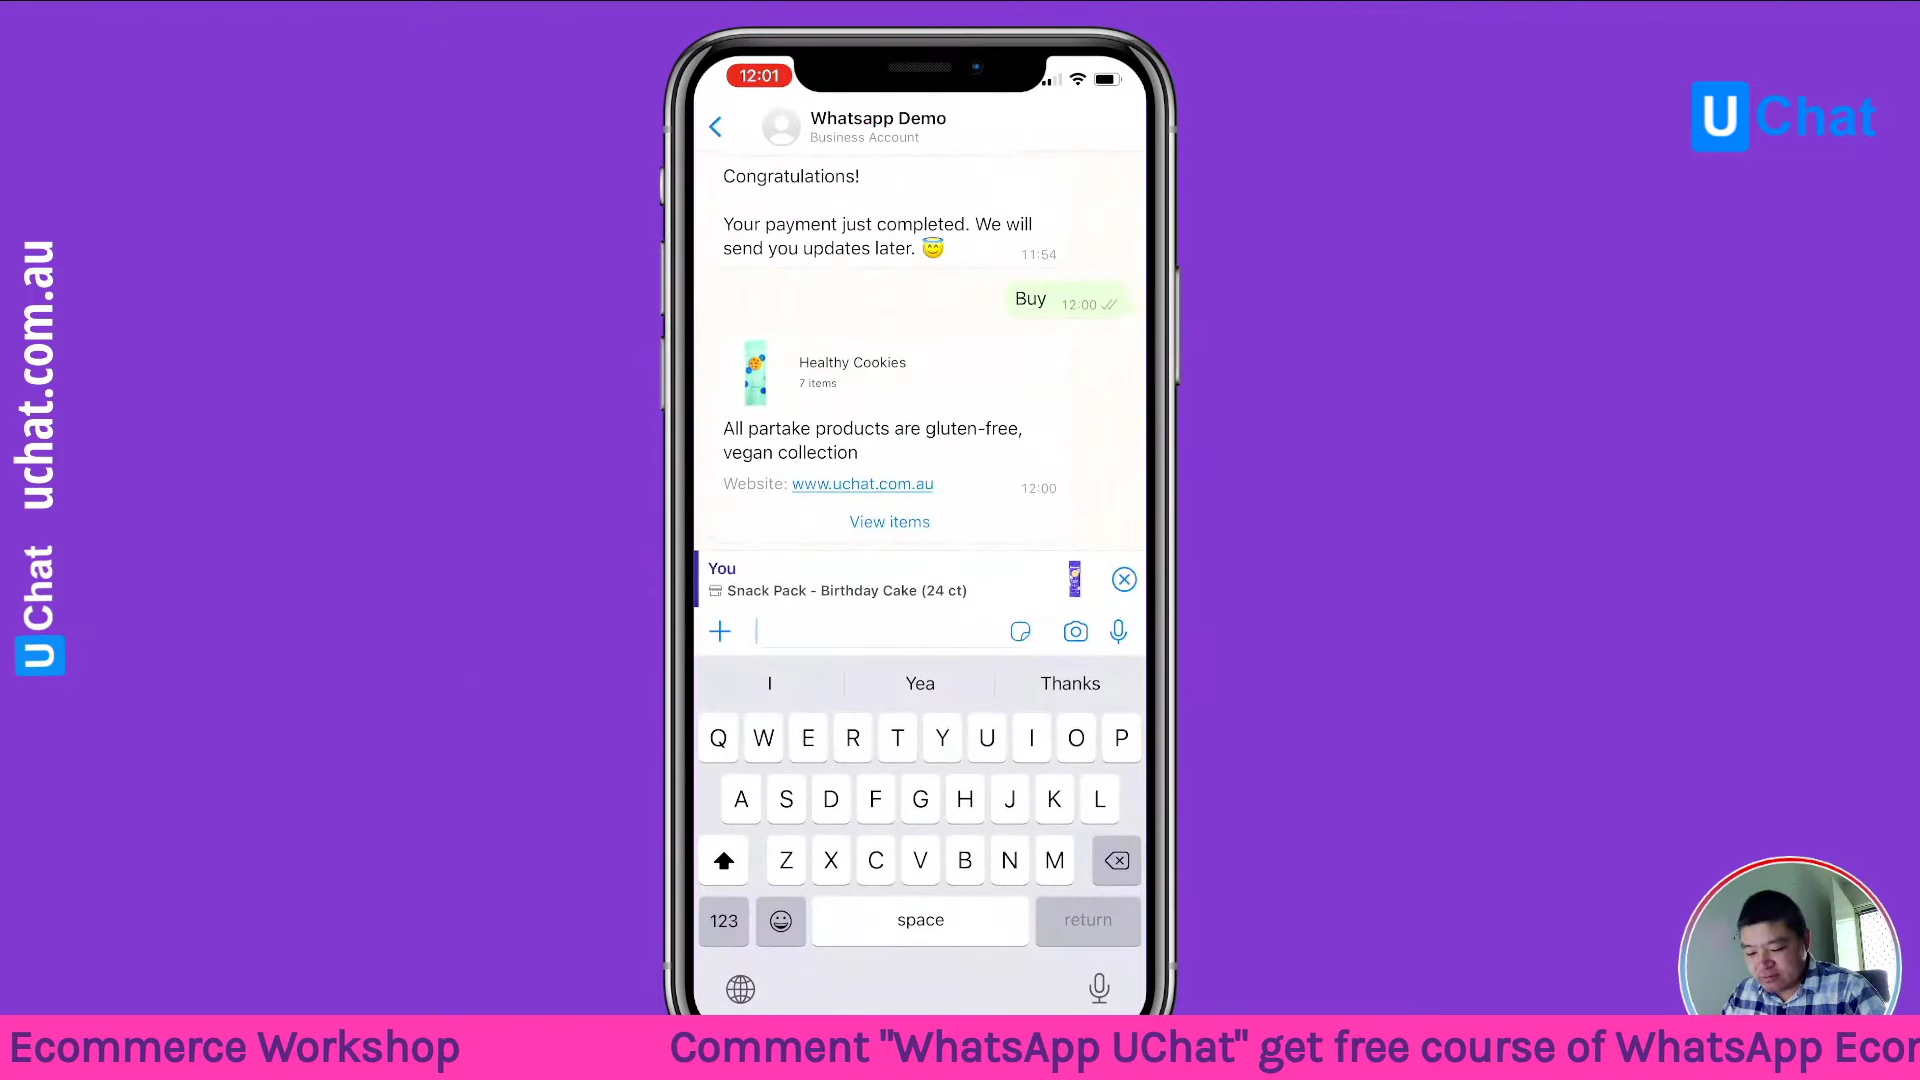 12:01
Whatsapp Demo
Business Account
Congratulations!
Your payment just completed. We will
send you updates later. 😇
11:54
Buy 12:00
Healthy Cookies
7 items
All partake products are gluten-free,
vegan collection
Website: www.uchat.com.au 12:00
View items
You
Snack Pack - Birthday Cake (24 ct)
I Yea Thanks
Q W E R T Y U I O P
A S D F G H J K L
Z X C V B N M
123 space return
U Chat
U Chat uchat.com.au
Ecommerce Workshop Comment "WhatsApp UChat" get free course of WhatsApp Ecor